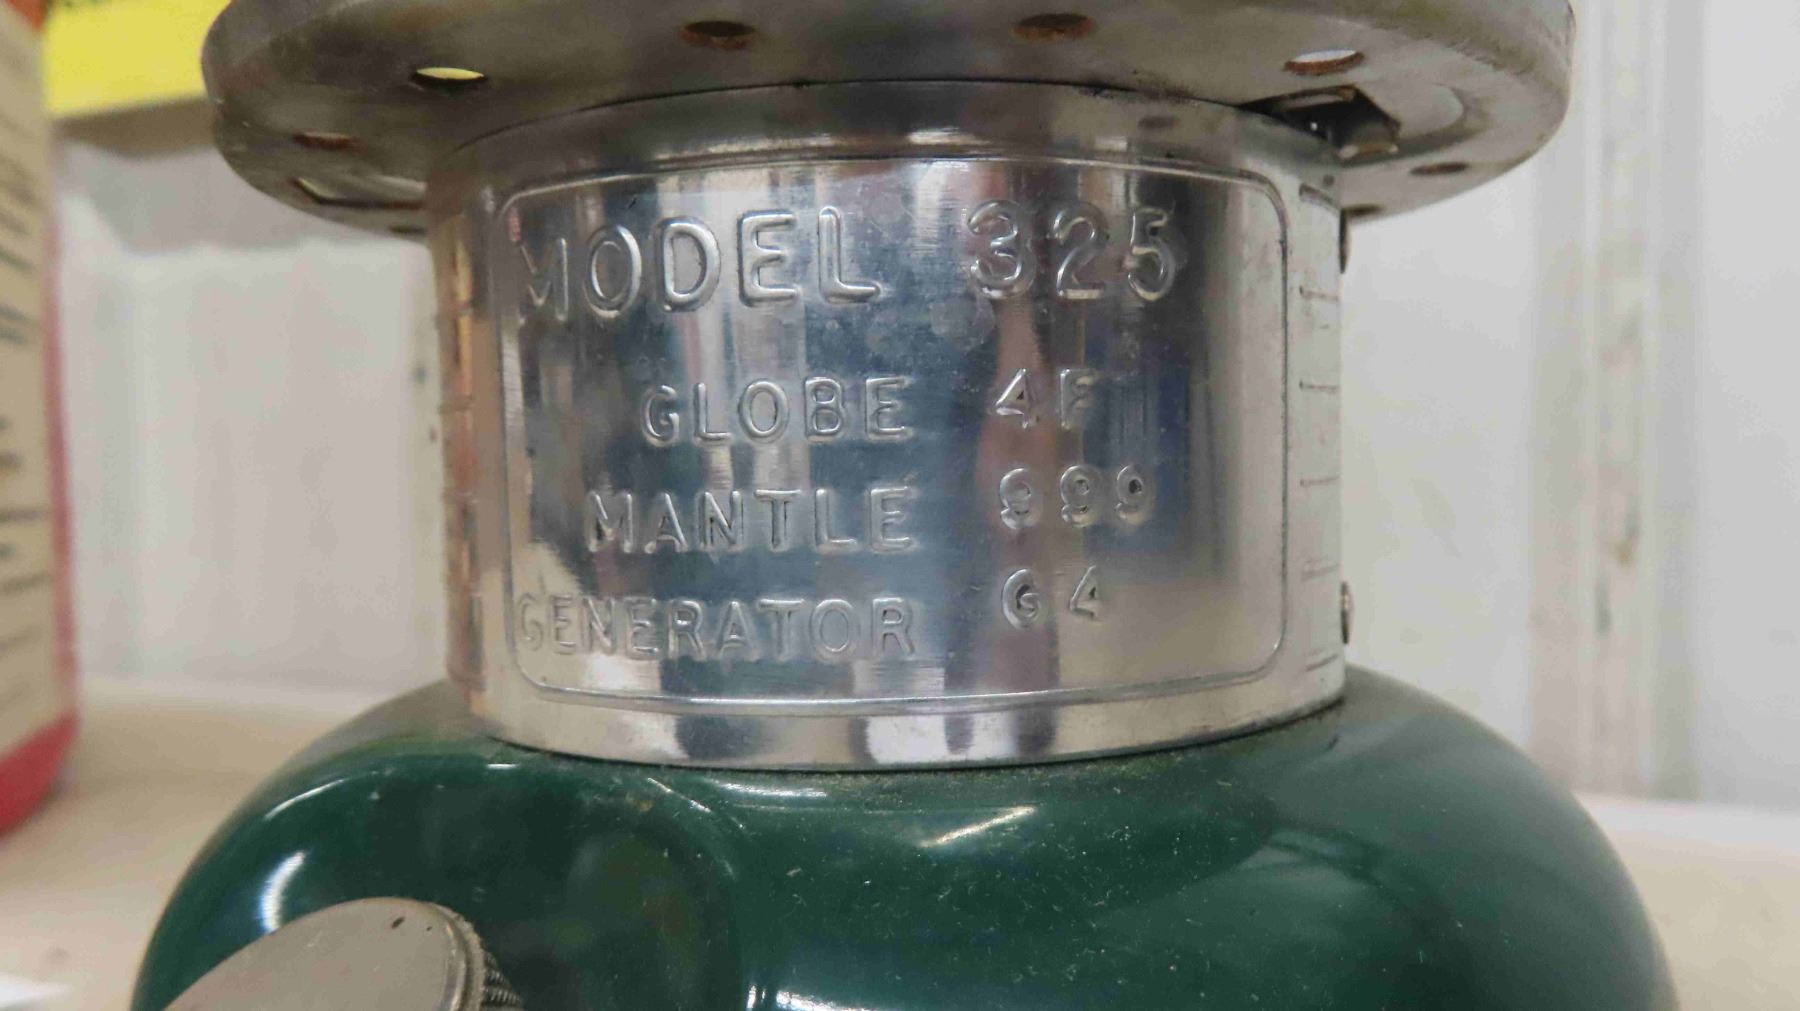 MODEL 325
GLOBE 4F
MANTLE 999
GENERATOR G4